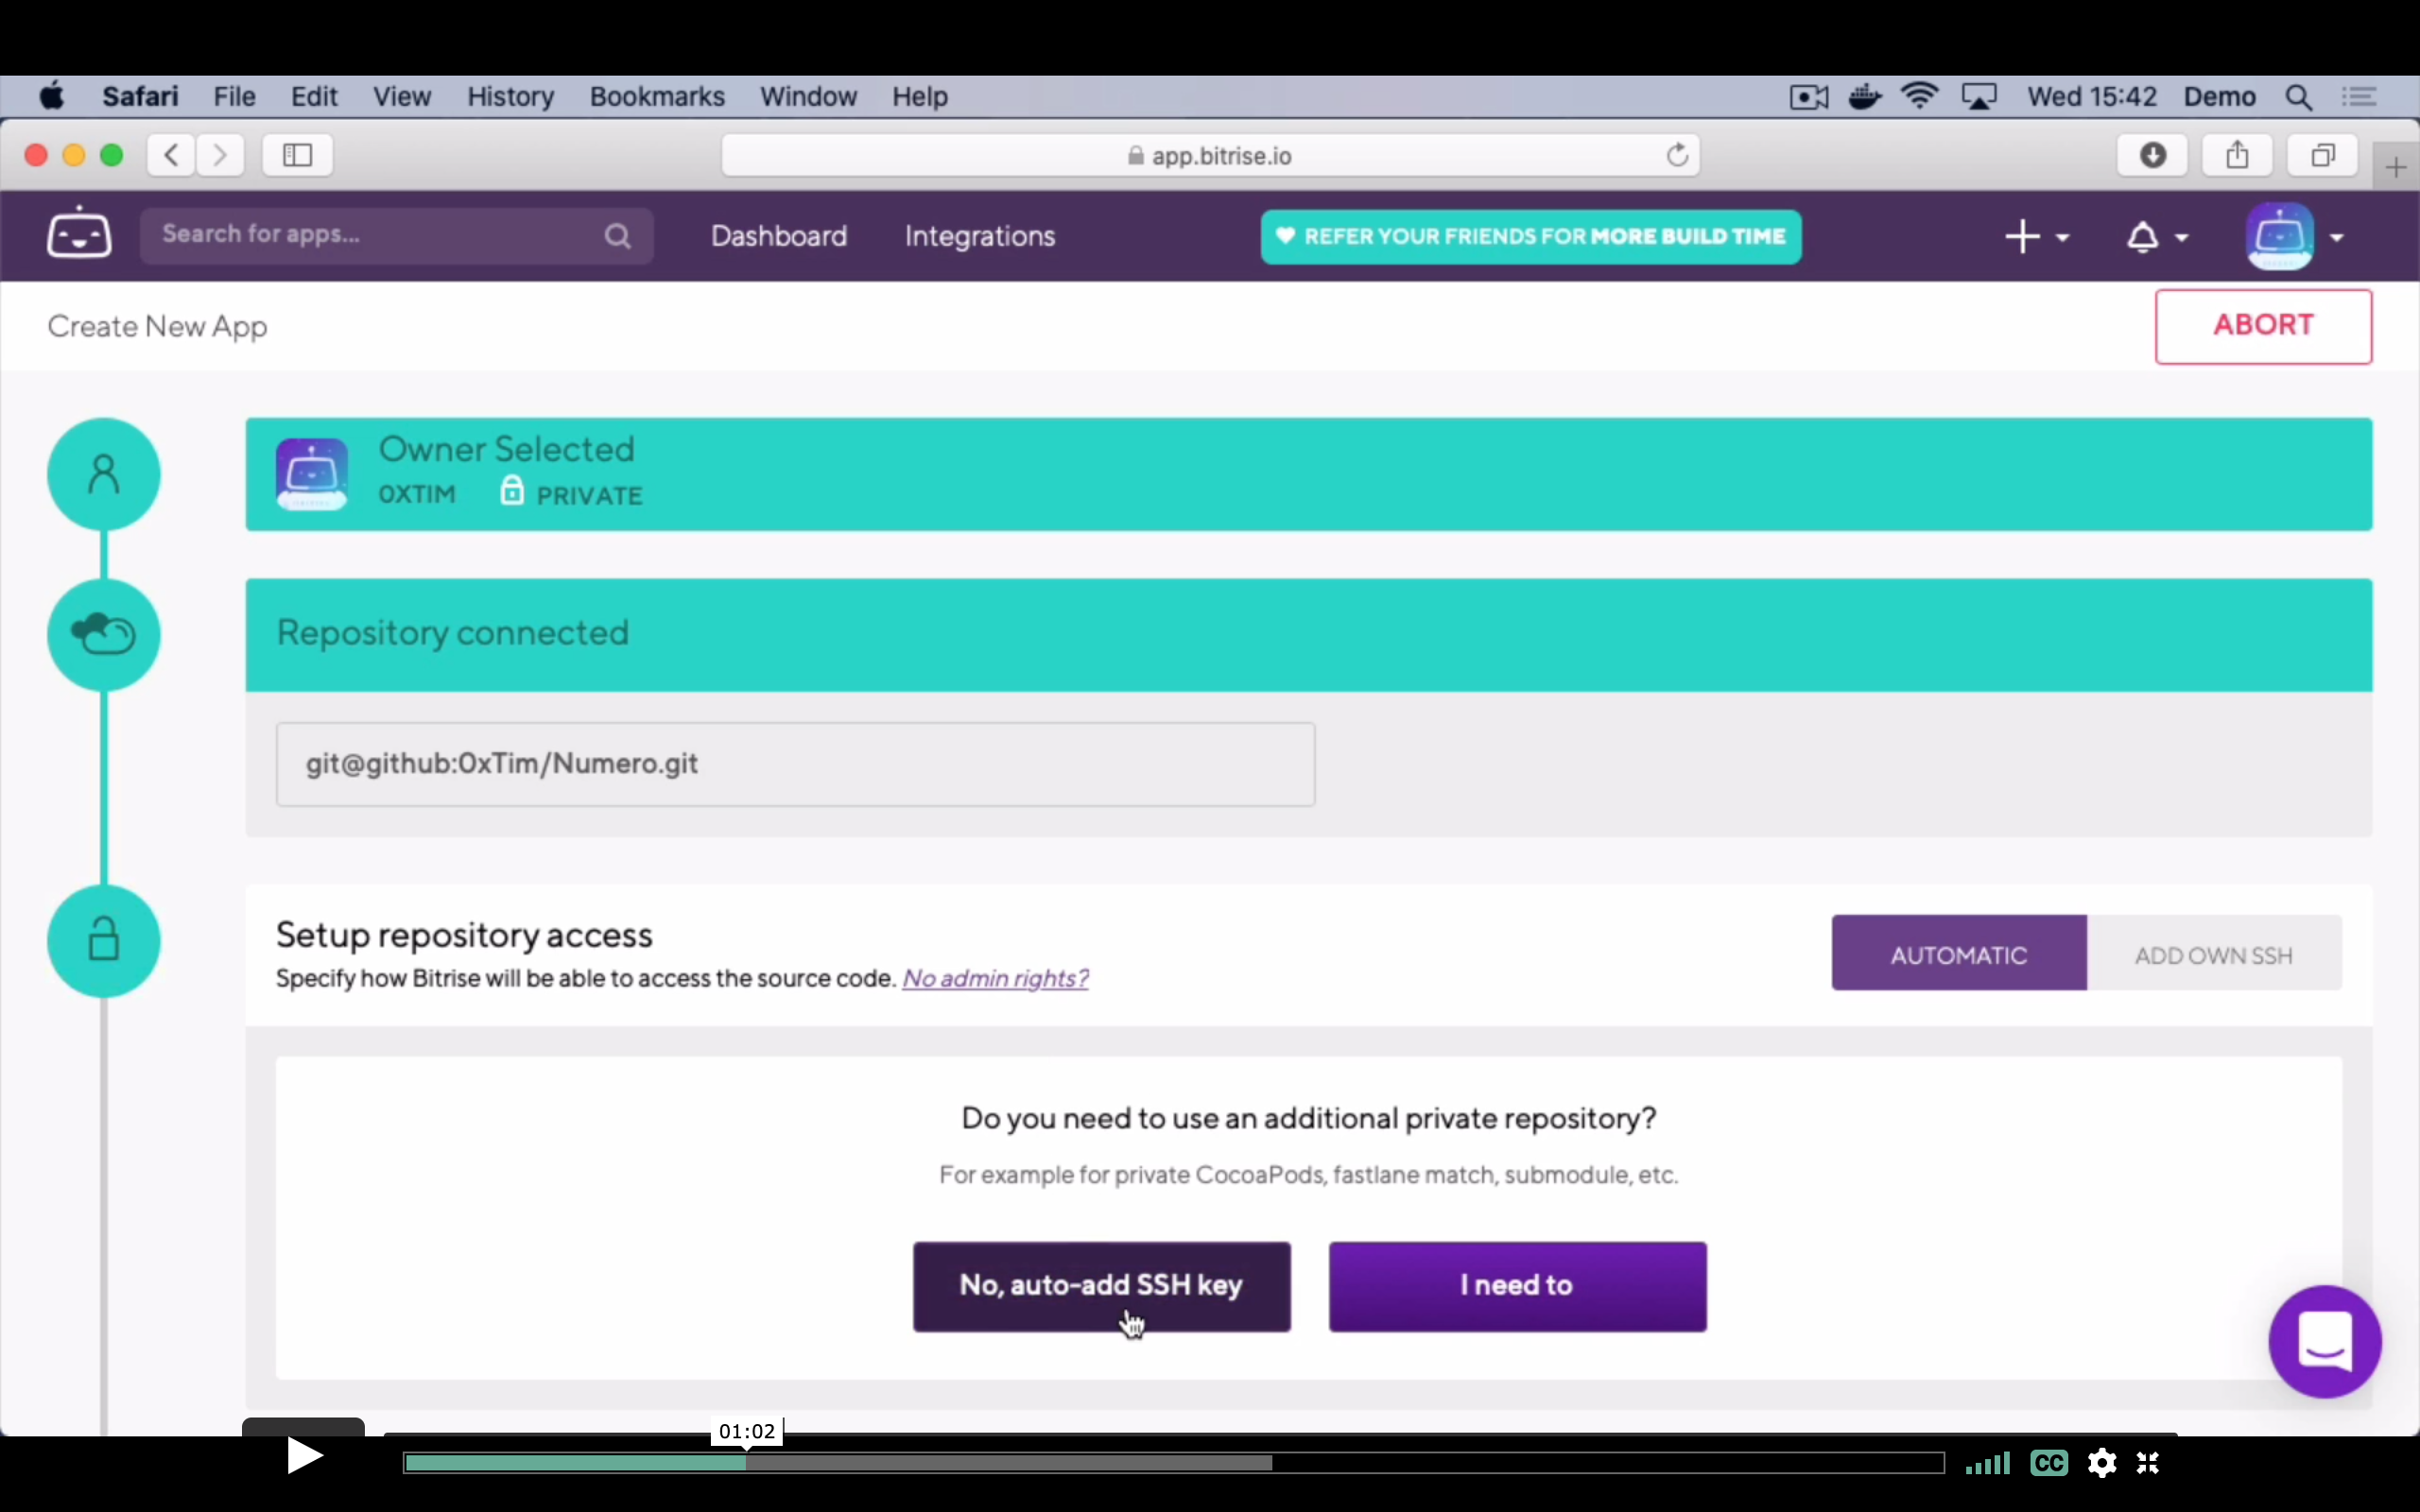 Safari File Edit View History Bookmarks Window Help Wed 15:42 Demo
app.bitrise.io
Search for apps... Dashboard Integrations REFER YOUR FRIENDS FOR MORE BUILD TIME
Create New App ABORT
Owner Selected
0XTIM PRIVATE
Repository connected
git@github:0xTim/Numero.git
Setup repository access
Specify how Bitrise will be able to access the source code. No admin rights?
AUTOMATIC ADD OWN SSH
Do you need to use an additional private repository?
For example for private CocoaPods, fastlane match, submodule, etc.
No, auto-add SSH key I need to
01:02
CC